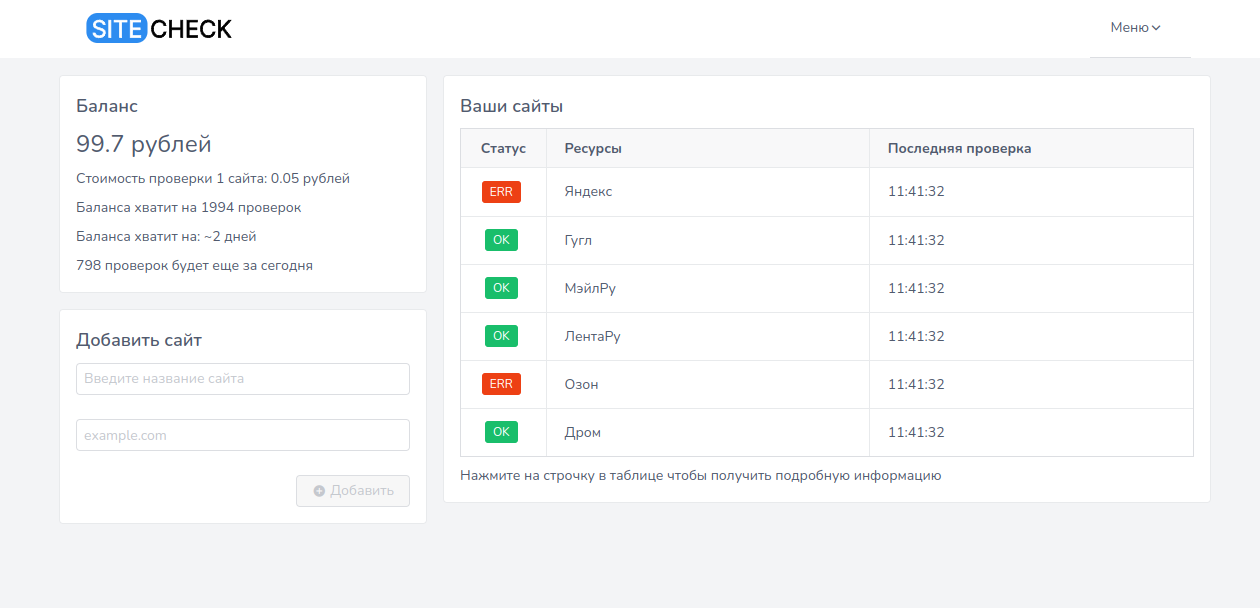 SITE CHECK
Меню
Баланс
99.7 рублей
Стоимость проверки 1 сайта: 0.05 рублей
Баланса хватит на 1994 проверок
Баланса хватит на: ~2 дней
798 проверок будет еще за сегодня
Добавить сайт
Введите название сайта
example.com
Добавить
Ваши сайты
Статус Ресурсы Последняя проверка
ERR Яндекс 11:41:32
OK Гугл 11:41:32
OK МэйлРу 11:41:32
OK ЛентаРу 11:41:32
ERR Озон 11:41:32
OK Дром 11:41:32
Нажмите на строчку в таблице чтобы получить подробную информацию